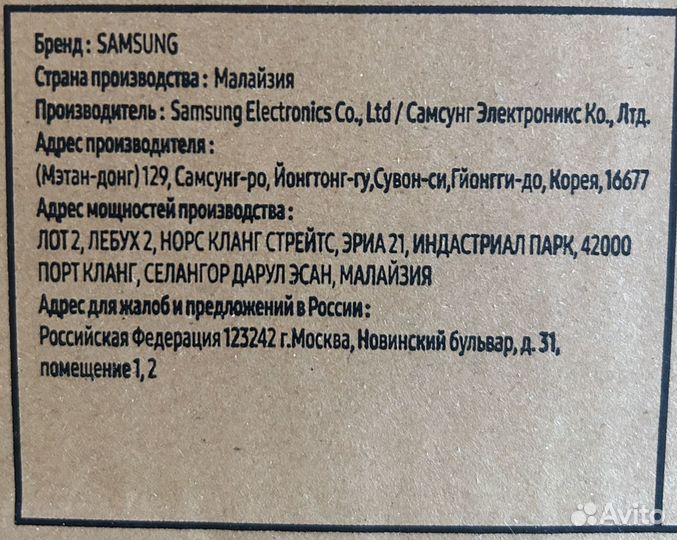 Бренд: SAMSUNG
Страна производства: Малайзия
Производитель: Samsung Electronics Co., Ltd / Самсунг Электроникс Ко., Лтд.
Адрес производителя:
(Мэтан-донг) 129, Самсунг-ро, Йонгтонг-гу, Сувон-си, Гйонгги-до, Корея, 16677
Адрес мощностей производства:
ЛОТ 2, ЛЕБУХ 2, НОРС КЛАНГ СТРЕЙТС, ЭРИА 21, ИНДАСТРИАЛ ПАРК, 42000
ПОРТ КЛАНГ, СЕЛАНГОР ДАРУЛ ЭСАН, МАЛАЙЗИЯ
Адрес для жалоб и предложений в России:
Российская Федерация 123242 г.Москва, Новинский бульвар, д. 31,
помещение 1, 2
Avito